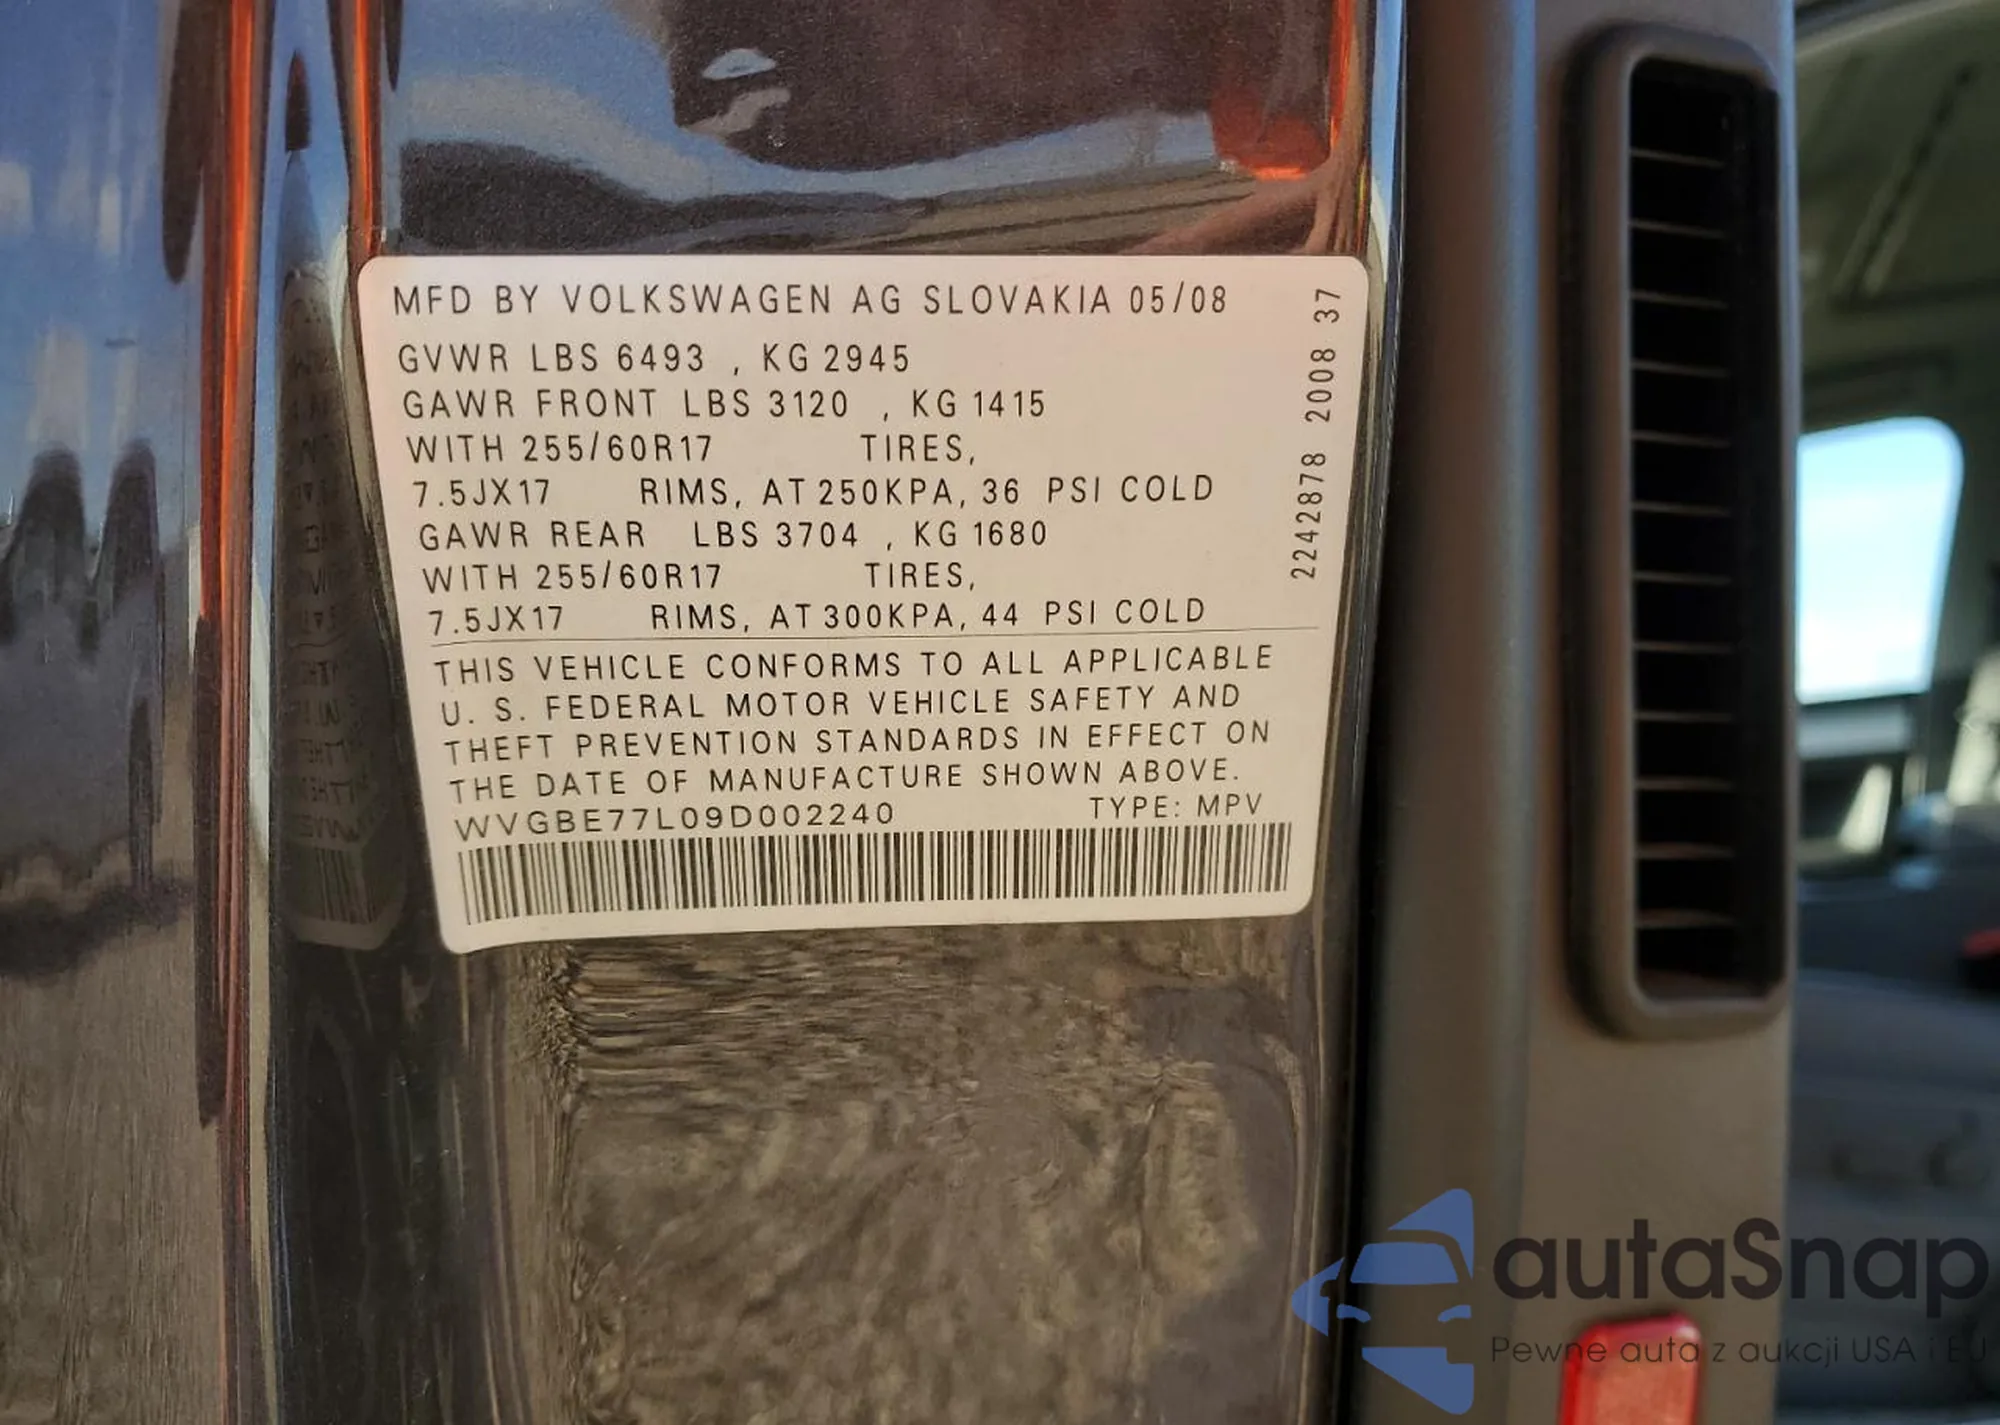 MFD BY VOLKSWAGEN AG SLOVAKIA 05/08
GVWR LBS 6493 , KG 2945
GAWR FRONT LBS 3120 , KG 1415
WITH 255/60R17 TIRES,
7.5JX17 RIMS, AT 250KPA, 36 PSI COLD
GAWR REAR LBS 3704 , KG 1680
WITH 255/60R17 TIRES,
7.5JX17 RIMS, AT 300KPA, 44 PSI COLD
THIS VEHICLE CONFORMS TO ALL APPLICABLE
U. S. FEDERAL MOTOR VEHICLE SAFETY AND
THEFT PREVENTION STANDARDS IN EFFECT ON
THE DATE OF MANUFACTURE SHOWN ABOVE.
WVGBE77L09D002240 TYPE: MPV
2242878 2008 37
autaSnap
Pewne auta z aukcji USA i EU